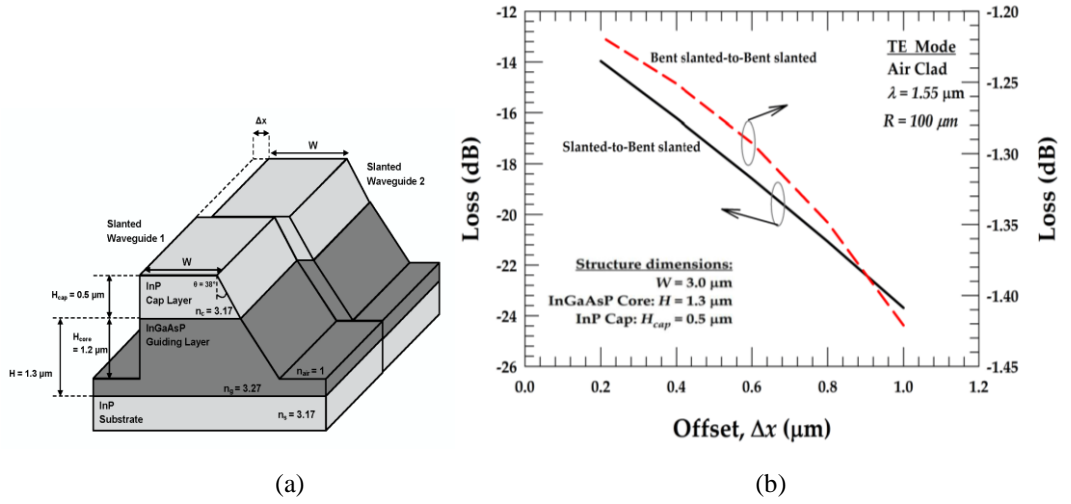 Δx
W
Slanted
Waveguide 2
Slanted
Waveguide 1
W
θ = 38°
InP
Cap Layer
n_c = 3.17
H_cap = 0.5 μm
InGaAsP
Guiding Layer
H_core
= 1.2 μm
H = 1.3 μm
n_air = 1
n_g = 3.27
InP
Substrate
n_s = 3.17
(a)
-12
-14
-16
-18
-20
-22
-24
-26
Loss (dB)
0.0
0.2
0.4
0.6
0.8
1.0
1.2
Offset, Δx (μm)
-1.20
-1.25
-1.30
-1.35
-1.40
-1.45
Loss (dB)
Bent slanted-to-Bent slanted
Slanted-to-Bent slanted
TE Mode
Air Clad
λ = 1.55 μm
R = 100 μm
Structure dimensions:
W = 3.0 μm
InGaAsP Core: H = 1.3 μm
InP Cap: H_cap = 0.5 μm
(b)